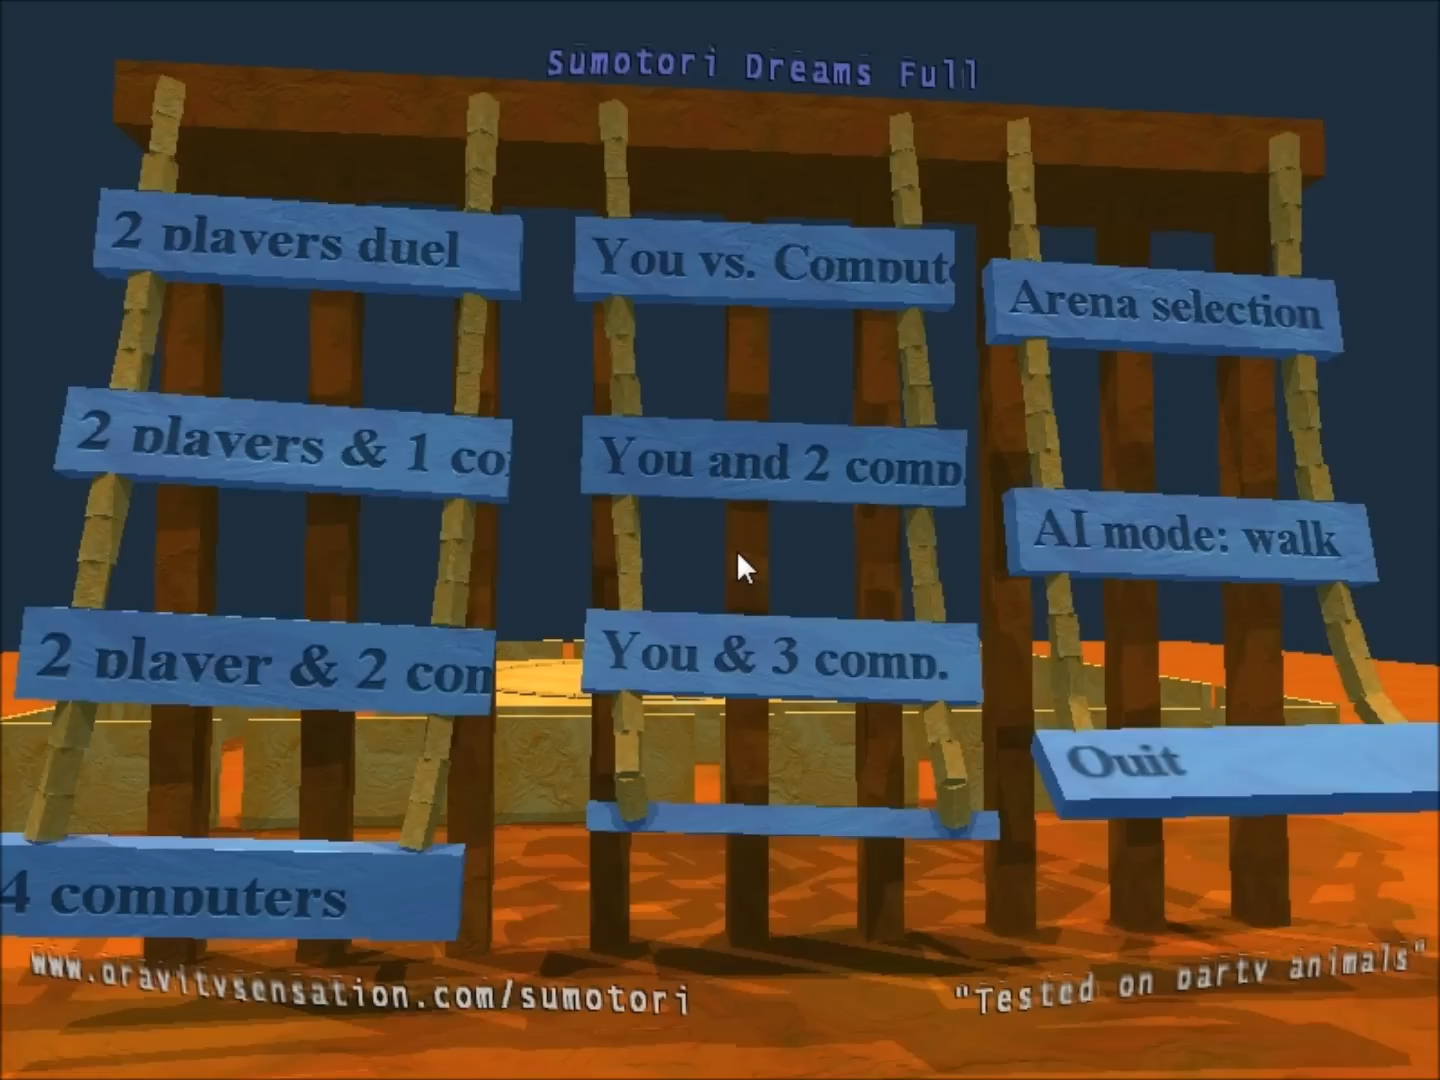 Sumotori Dreams Full
2 players duel
You vs. Compute
Arena selection
2 players & 1 co
You and 2 comp.
AI mode: walk
2 player & 2 com
You & 3 comp.
Quit
4 computers
www.gravitysensation.com/sumotori
"Tested on party animals"